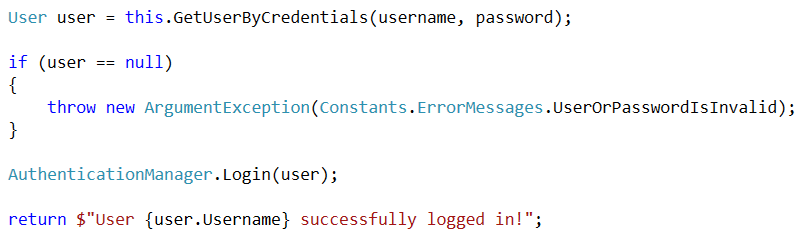 User user = this.GetUserByCredentials(username, password);
if (user == null)
{
throw new ArgumentException(Constants.ErrorMessages.UserOrPasswordIsInvalid);
}
AuthenticationManager.Login(user);
return $"User {user.Username} successfully logged in!";